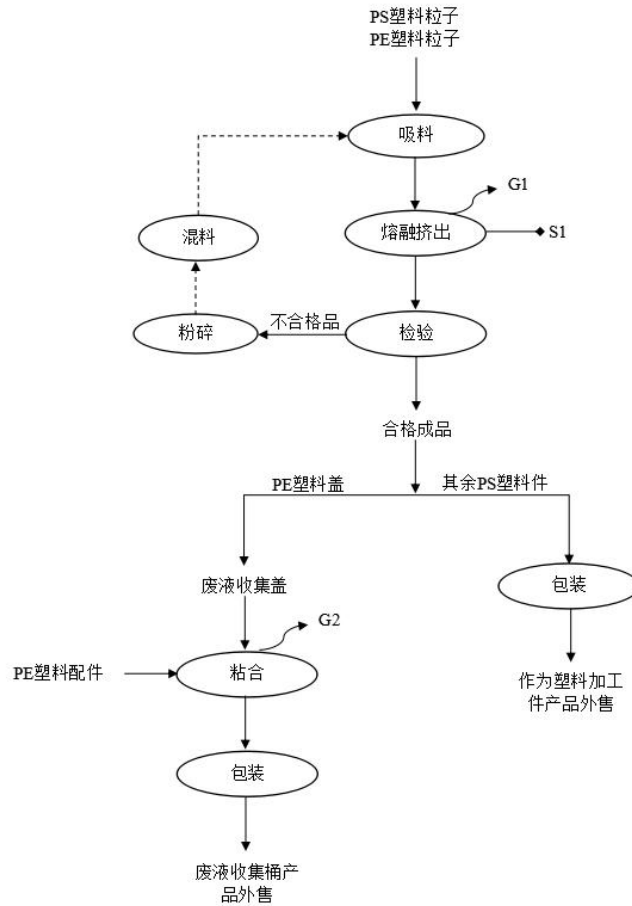 PS塑料粒子
PE塑料粒子
吸料
G1
混料
熔融挤出
S1
粉碎
不合格品
检验
合格成品
PE塑料盖
其余PS塑料件
废液收集盖
包装
G2
PE塑料配件
粘合
作为塑料加工
件产品外售
包装
废液收集桶产
品外售